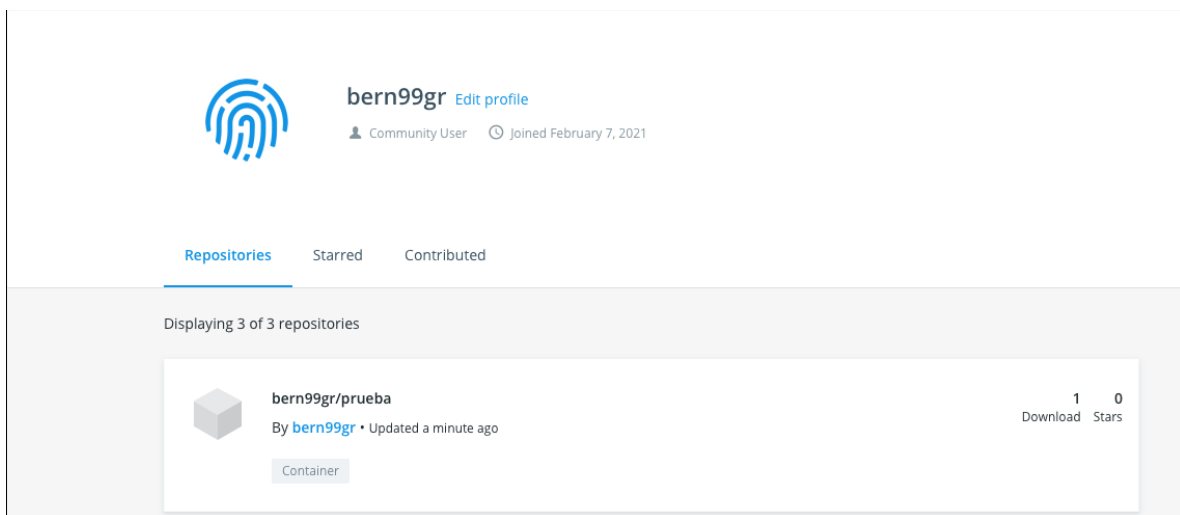 bern99gr Edit profile
Community User Joined February 7, 2021
Repositories Starred Contributed
Displaying 3 of 3 repositories
bern99gr/prueba
1 0
Download Stars
By bern99gr • Updated a minute ago
Container